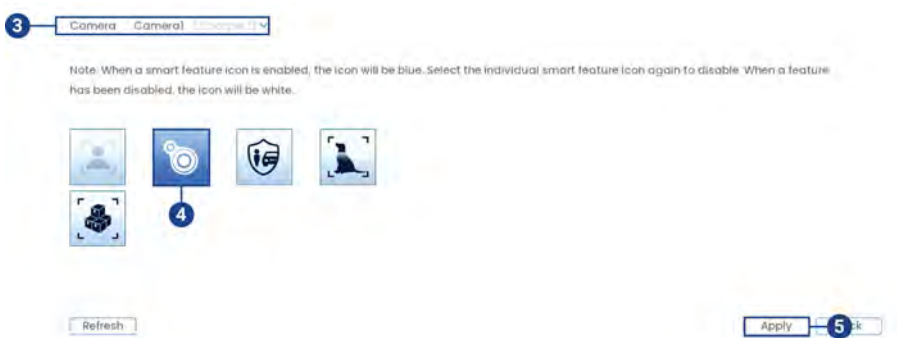 3 Camera Camera1
Note: When a smart feature icon is enabled, the icon will be blue. Select the individual smart feature icon again to disable. When a feature
has been disabled, the icon will be white.
4
Refresh Apply 5 ck